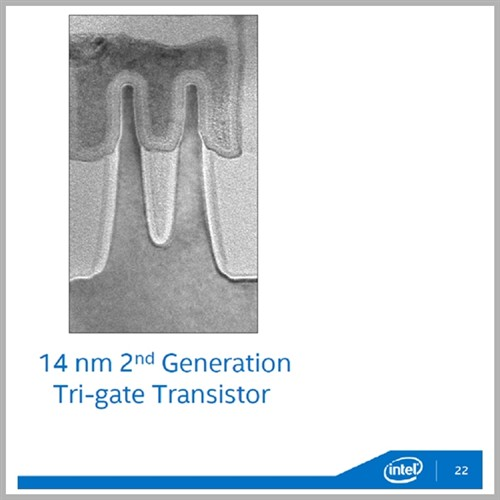 14 nm 2nd Generation
Tri-gate Transistor
intel
22